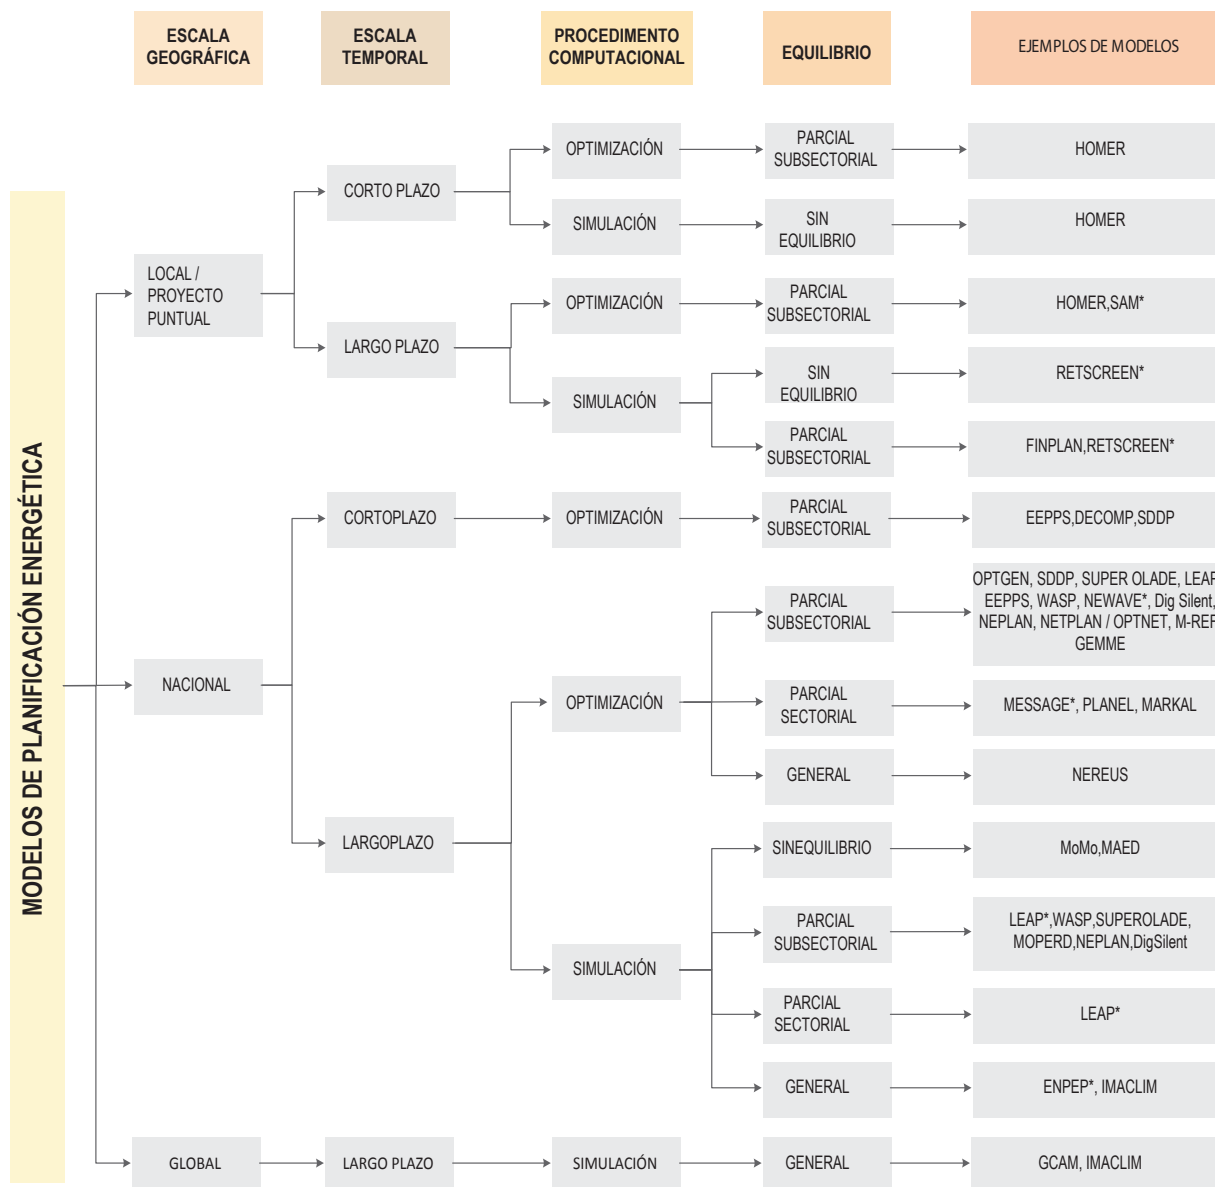 ESCALA
GEOGRÁFICA
ESCALA
TEMPORAL
PROCEDIMENTO
COMPUTACIONAL
EQUILIBRIO
EJEMPLOS DE MODELOS
MODELOS DE PLANIFICACIÓN ENERGÉTICA
LOCAL /
PROYECTO
PUNTUAL
CORTO PLAZO
OPTIMIZACIÓN
PARCIAL
SUBSECTORIAL
HOMER
SIMULACIÓN
SIN
EQUILIBRIO
HOMER
LARGO PLAZO
OPTIMIZACIÓN
PARCIAL
SUBSECTORIAL
HOMER,SAM*
SIMULACIÓN
SIN
EQUILIBRIO
RETSCREEN*
PARCIAL
SUBSECTORIAL
FINPLAN,RETSCREEN*
NACIONAL
CORTOPLAZO
OPTIMIZACIÓN
PARCIAL
SUBSECTORIAL
EEPPS,DECOMP,SDDP
LARGOPLAZO
OPTIMIZACIÓN
PARCIAL
SUBSECTORIAL
OPTGEN, SDDP, SUPER OLADE, LEAP
EEPPS, WASP, NEWAVE*, Dig Silent,
NEPLAN, NETPLAN / OPTNET, M-REF
GEMME
PARCIAL
SECTORIAL
MESSAGE*, PLANEL, MARKAL
GENERAL
NEREUS
SIMULACIÓN
SINEQUILIBRIO
MoMo,MAED
PARCIAL
SUBSECTORIAL
LEAP*,WASP,SUPEROLADE,
MOPERD,NEPLAN,DigSilent
PARCIAL
SECTORIAL
LEAP*
GENERAL
ENPEP*, IMACLIM
GLOBAL
LARGO PLAZO
SIMULACIÓN
GENERAL
GCAM, IMACLIM